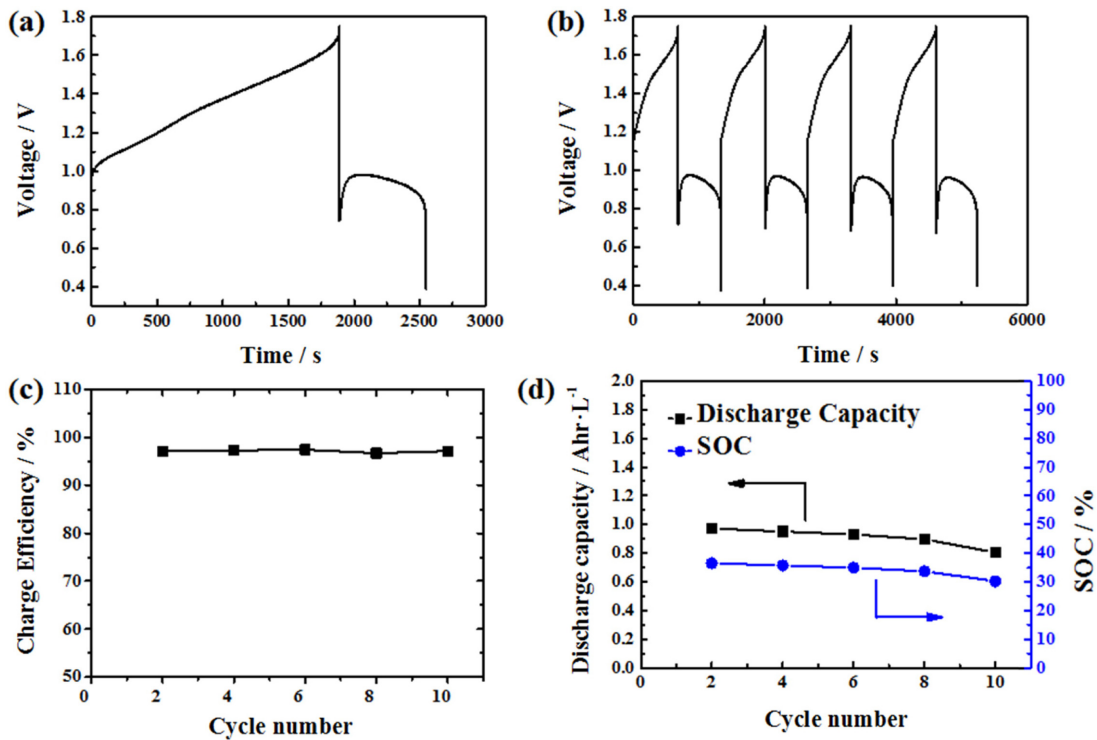 (a)
1.8
1.6
1.4
1.2
1.0
0.8
0.6
0.4
Voltage / V
0 500 1000 1500 2000 2500 3000
Time / s
(b)
1.8
1.6
1.4
1.2
1.0
0.8
0.6
0.4
Voltage / V
0 2000 4000 6000
Time / s
(c)
110
100
90
80
70
60
50
Charge Efficiency / %
0 2 4 6 8 10
Cycle number
(d)
2.0
1.8
1.6
1.4
1.2
1.0
0.8
0.6
0.4
0.2
0.0
Discharge capacity / Ahr·L⁻¹
Discharge Capacity
SOC
100
90
80
70
60
50
40
30
20
10
0
SOC / %
0 2 4 6 8 10
Cycle number